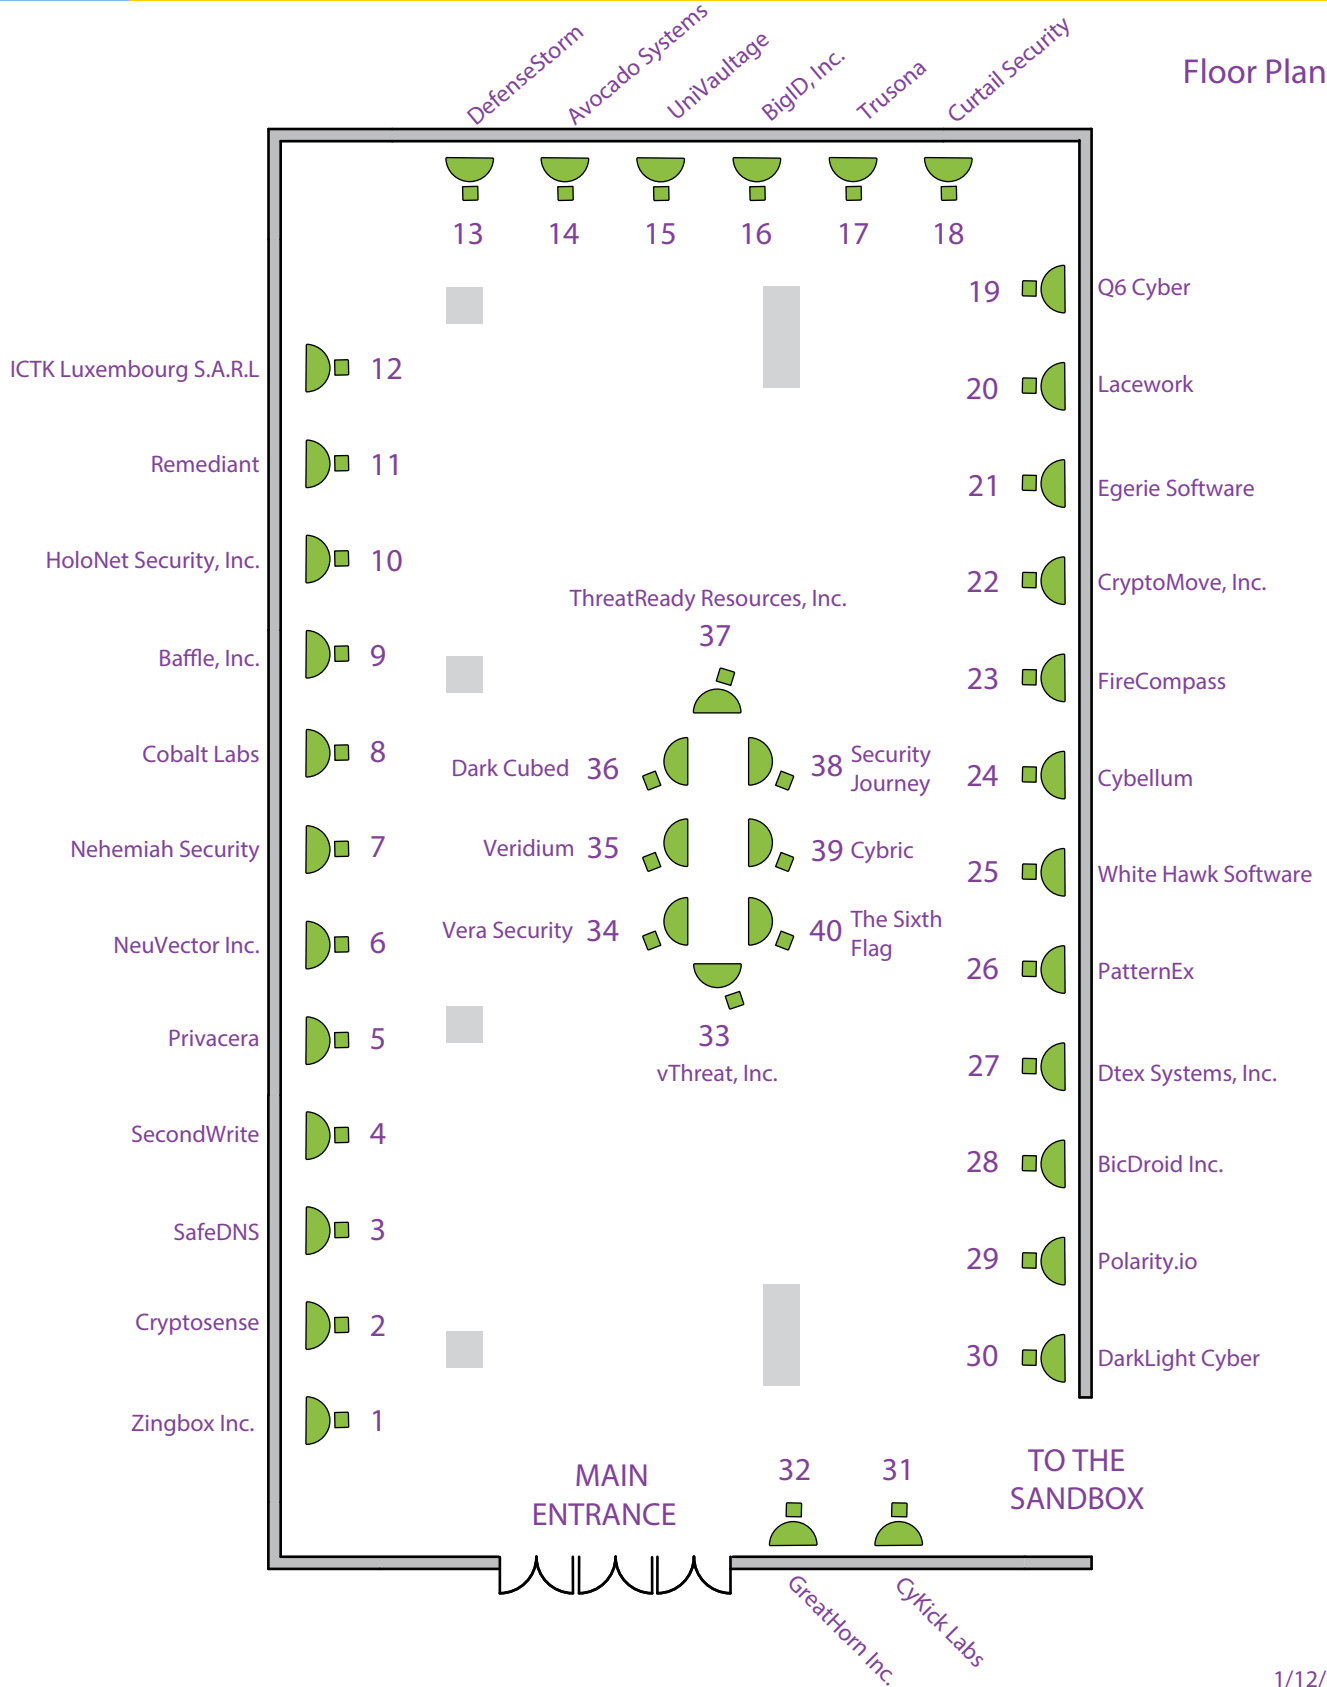 Floor Plan
DefenseStorm
Avocado Systems
UniVaultage
BigID, Inc.
Trusona
Curtail Security
13
14
15
16
17
18
19
Q6 Cyber
ICTK Luxembourg S.A.R.L
12
20
Lacework
Remediant
11
21
Egerie Software
HoloNet Security, Inc.
10
22
CryptoMove, Inc.
ThreatReady Resources, Inc.
37
Baffle, Inc.
9
23
FireCompass
Cobalt Labs
8
Dark Cubed
36
38
Security
Journey
24
Cybellum
Nehemiah Security
7
Veridium
35
39
Cybric
25
White Hawk Software
NeuVector Inc.
6
Vera Security
34
40
The Sixth
Flag
26
PatternEx
Privacera
5
33
vThreat, Inc.
27
Dtex Systems, Inc.
SecondWrite
4
28
BicDroid Inc.
SafeDNS
3
29
Polarity.io
Cryptosense
2
30
DarkLight Cyber
Zingbox Inc.
1
MAIN
ENTRANCE
32
31
TO THE
SANDBOX
GreatHorn Inc.
CyKick Labs
1/12/